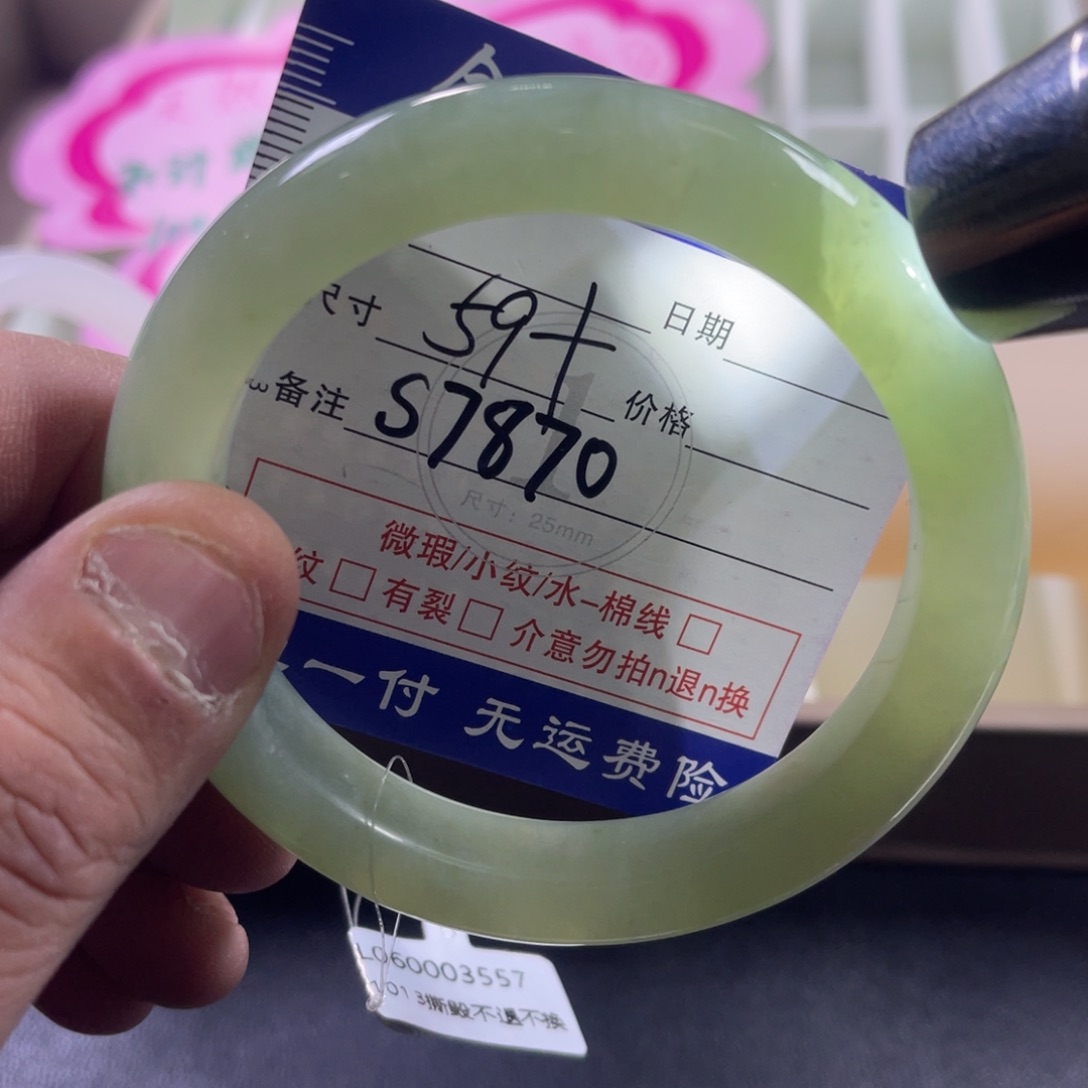 尺寸 59+ 日期
备注 S7870 价格
尺寸：25mm
微瑕/小纹/水-棉线 □
纹 □ 有裂 □ 介意勿拍n退n换
一付 无运费险
L060003557
1013撕毁不退不换